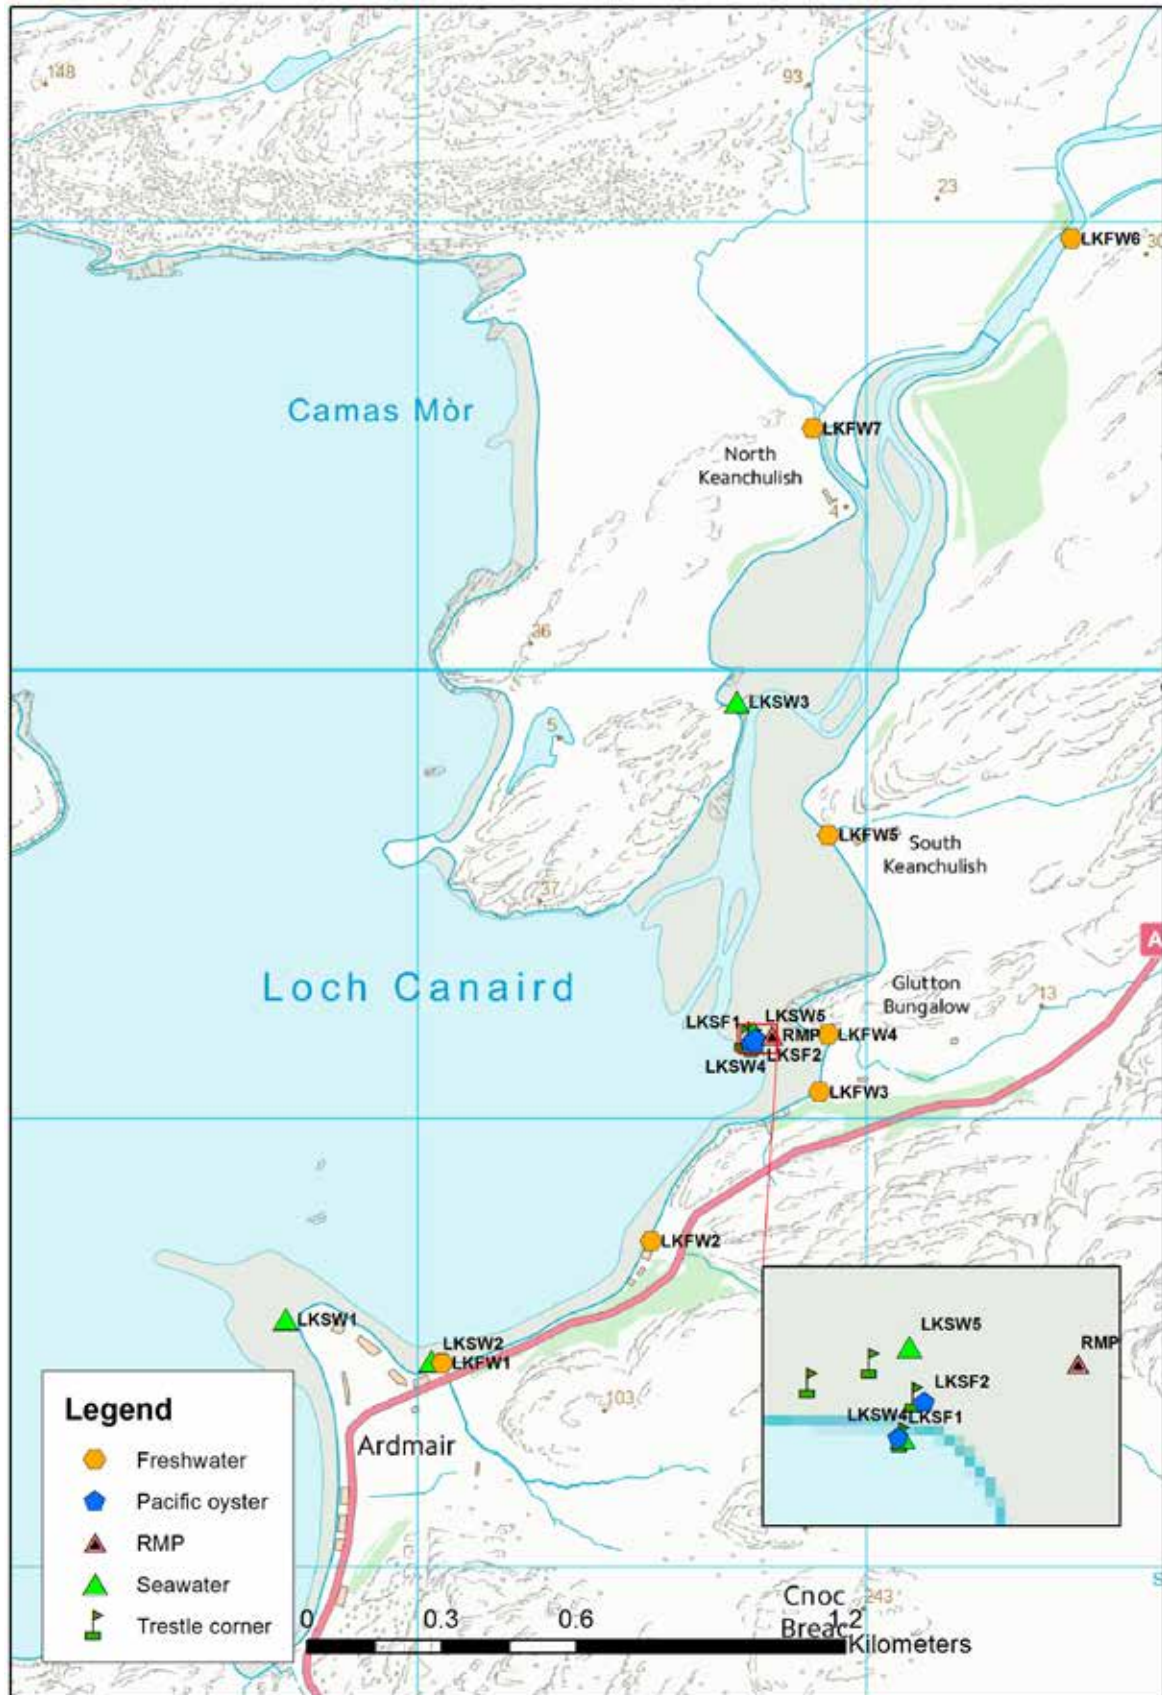 148
93
23
LKFW6
30
Camas Mòr
LKFW7
North
Keanchulish
4
36
LKSW3
5
LKFW5
South
Keanchulish
37
A
Loch Canaird
Glutton
Bungalow
13
LKSF1
LKSW5
RMP
LKFW4
LKSW4
LKSF2
LKFW3
LKFW2
LKSW1
LKSW2
LKFW1
LKSW5
RMP
LKSF2
LKSW4
LKSF1
103
Ardmair
Legend
Freshwater
Pacific oyster
RMP
Seawater
Trestle corner
S
Cnoc
Breac
243
0 0.3 0.6 1.2
Kilometers